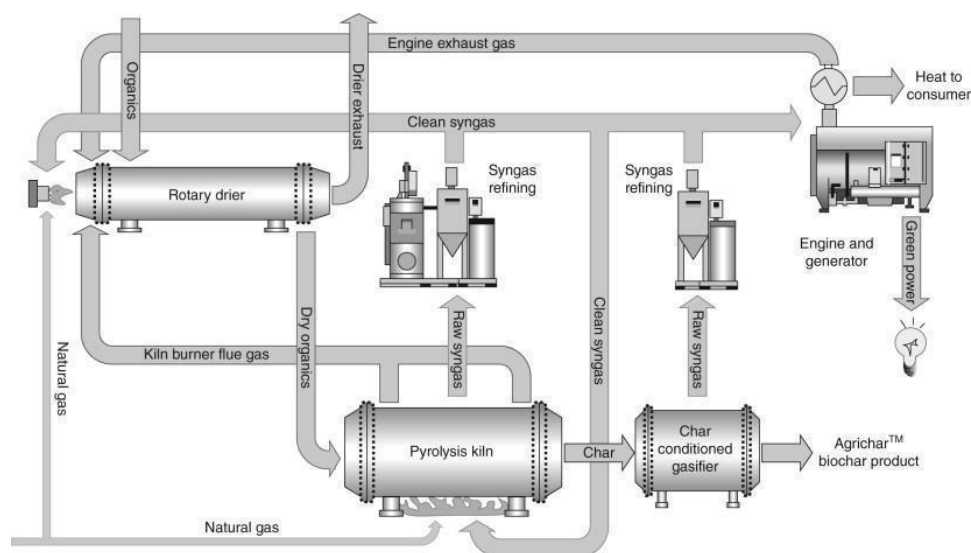 Engine exhaust gas
Organics
Drier exhaust
Heat to
consumer
Clean syngas
Rotary drier
Syngas
refining
Syngas
refining
Engine and
generator
Green power
Natural gas
Dry organics
Kiln burner flue gas
Raw syngas
Clean syngas
Raw syngas
Pyrolysis kiln
Char
Char
conditioned
gasifier
Agrichar™
biochar product
Natural gas